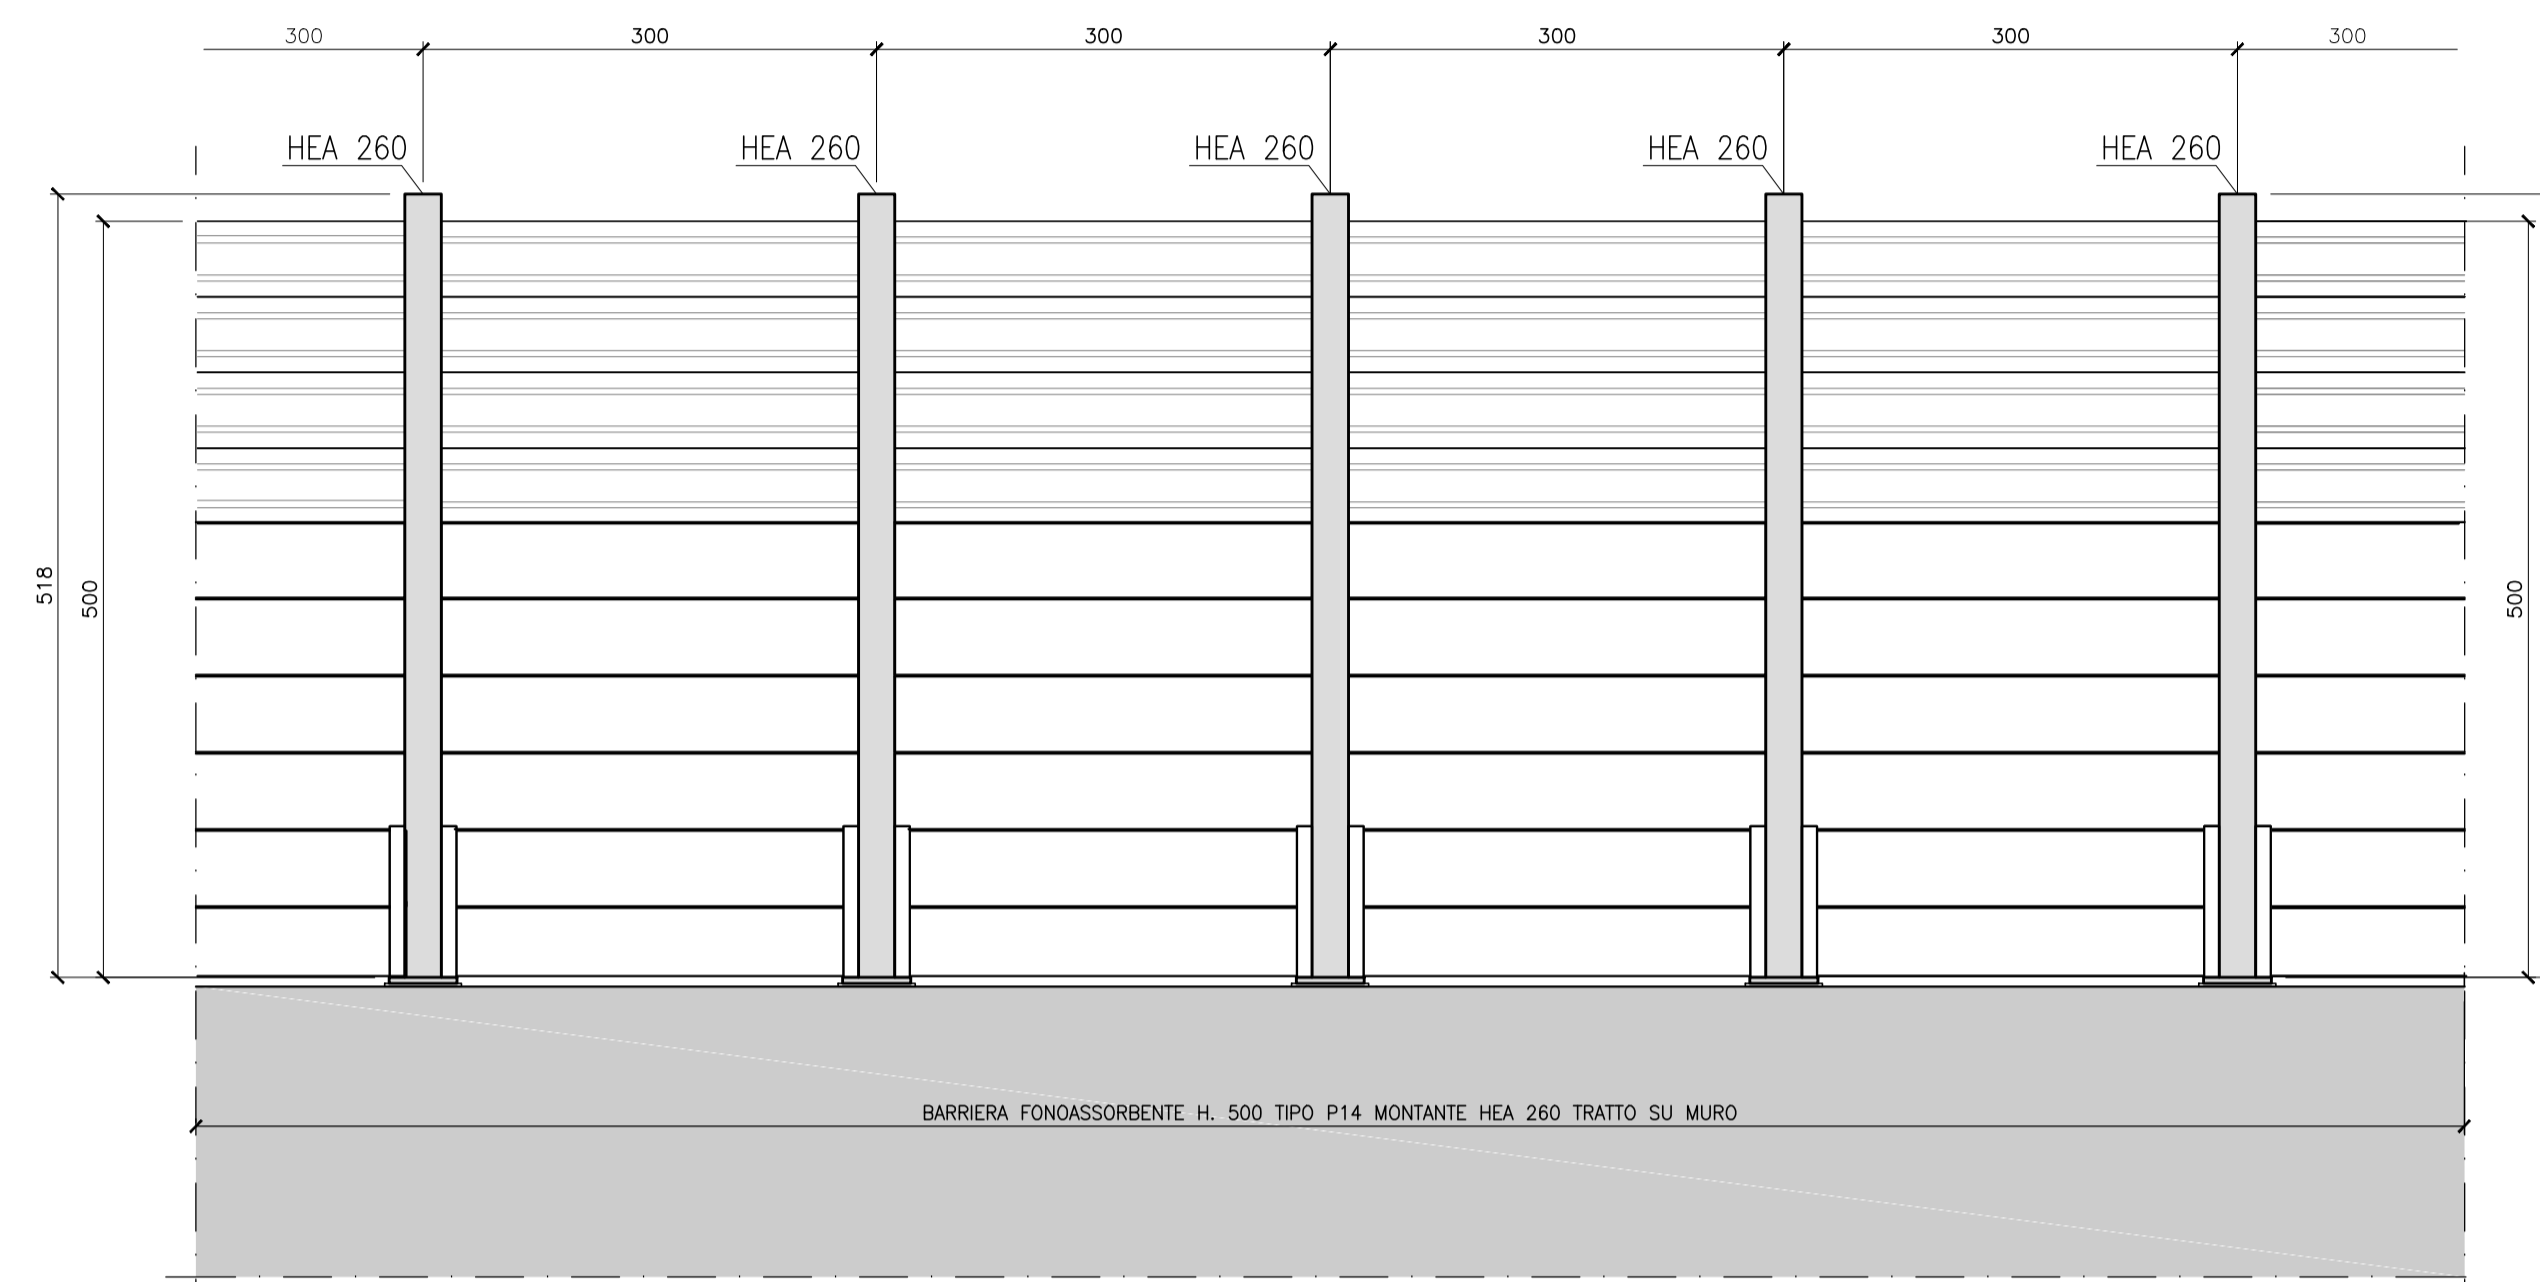 300 300 300 300 300 300
HEA 260 HEA 260 HEA 260 HEA 260 HEA 260
518
500
500
BARRIERA FONOASSORBENTE H. 500 TIPO P14 MONTANTE HEA 260 TRATTO SU MURO